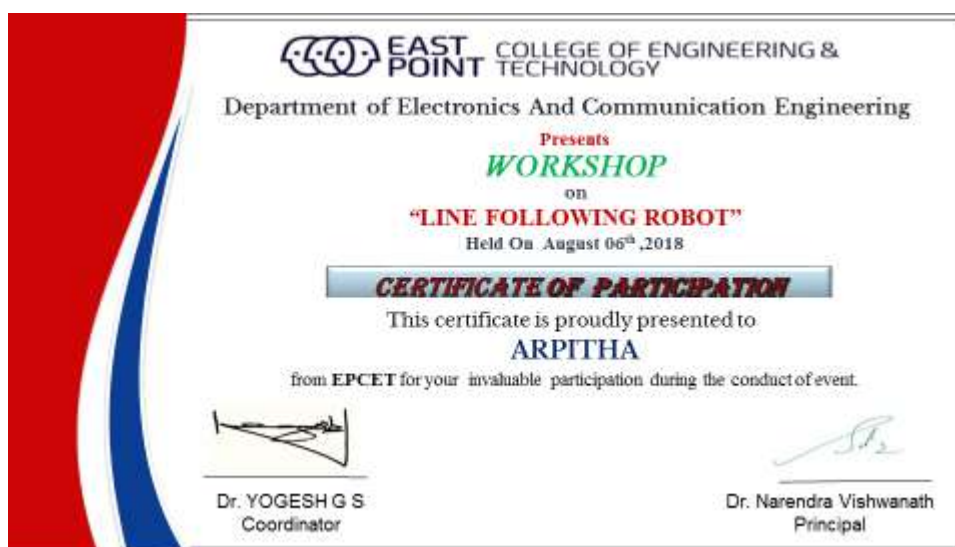 EAST POINT COLLEGE OF ENGINEERING & TECHNOLOGY
Department of Electronics And Communication Engineering
Presents
WORKSHOP
on
“LINE FOLLOWING ROBOT”
Held On August 06th ,2018
CERTIFICATE OF PARTICIPATION
This certificate is proudly presented to
ARPITHA
from EPCET for your invaluable participation during the conduct of event.
Dr. YOGESH G S
Coordinator
Dr. Narendra Vishwanath
Principal